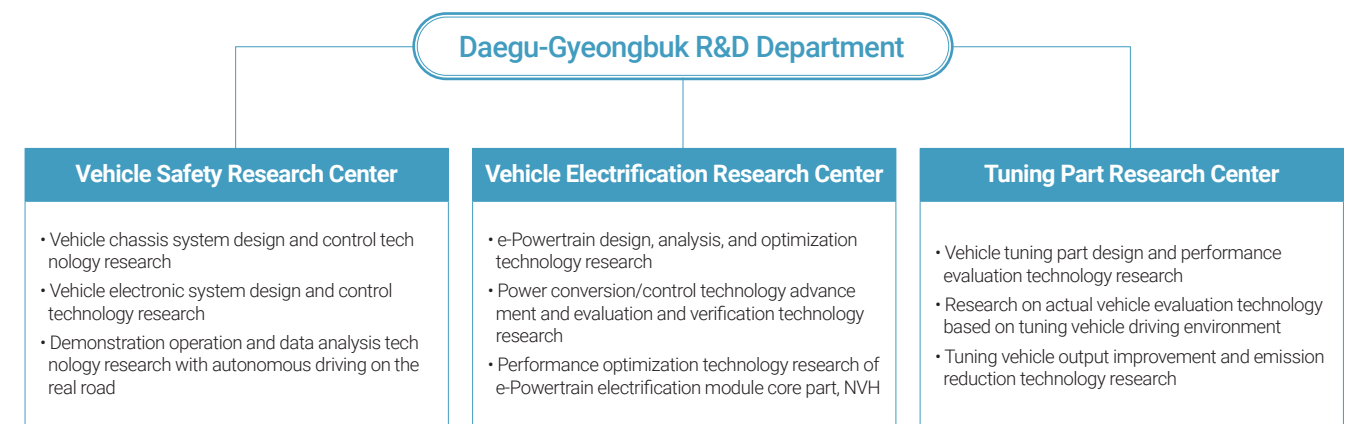 Daegu-Gyeongbuk R&D Department
Vehicle Safety Research Center
• Vehicle chassis system design and control tech
nology research
• Vehicle electronic system design and control
technology research
• Demonstration operation and data analysis tech
nology research with autonomous driving on the
real road
Vehicle Electrification Research Center
• e-Powertrain design, analysis, and optimization
technology research
• Power conversion/control technology advance
ment and evaluation and verification technology
research
• Performance optimization technology research of
e-Powertrain electrification module core part, NVH
Tuning Part Research Center
• Vehicle tuning part design and performance
evaluation technology research
• Research on actual vehicle evaluation technology
based on tuning vehicle driving environment
• Tuning vehicle output improvement and emission
reduction technology research